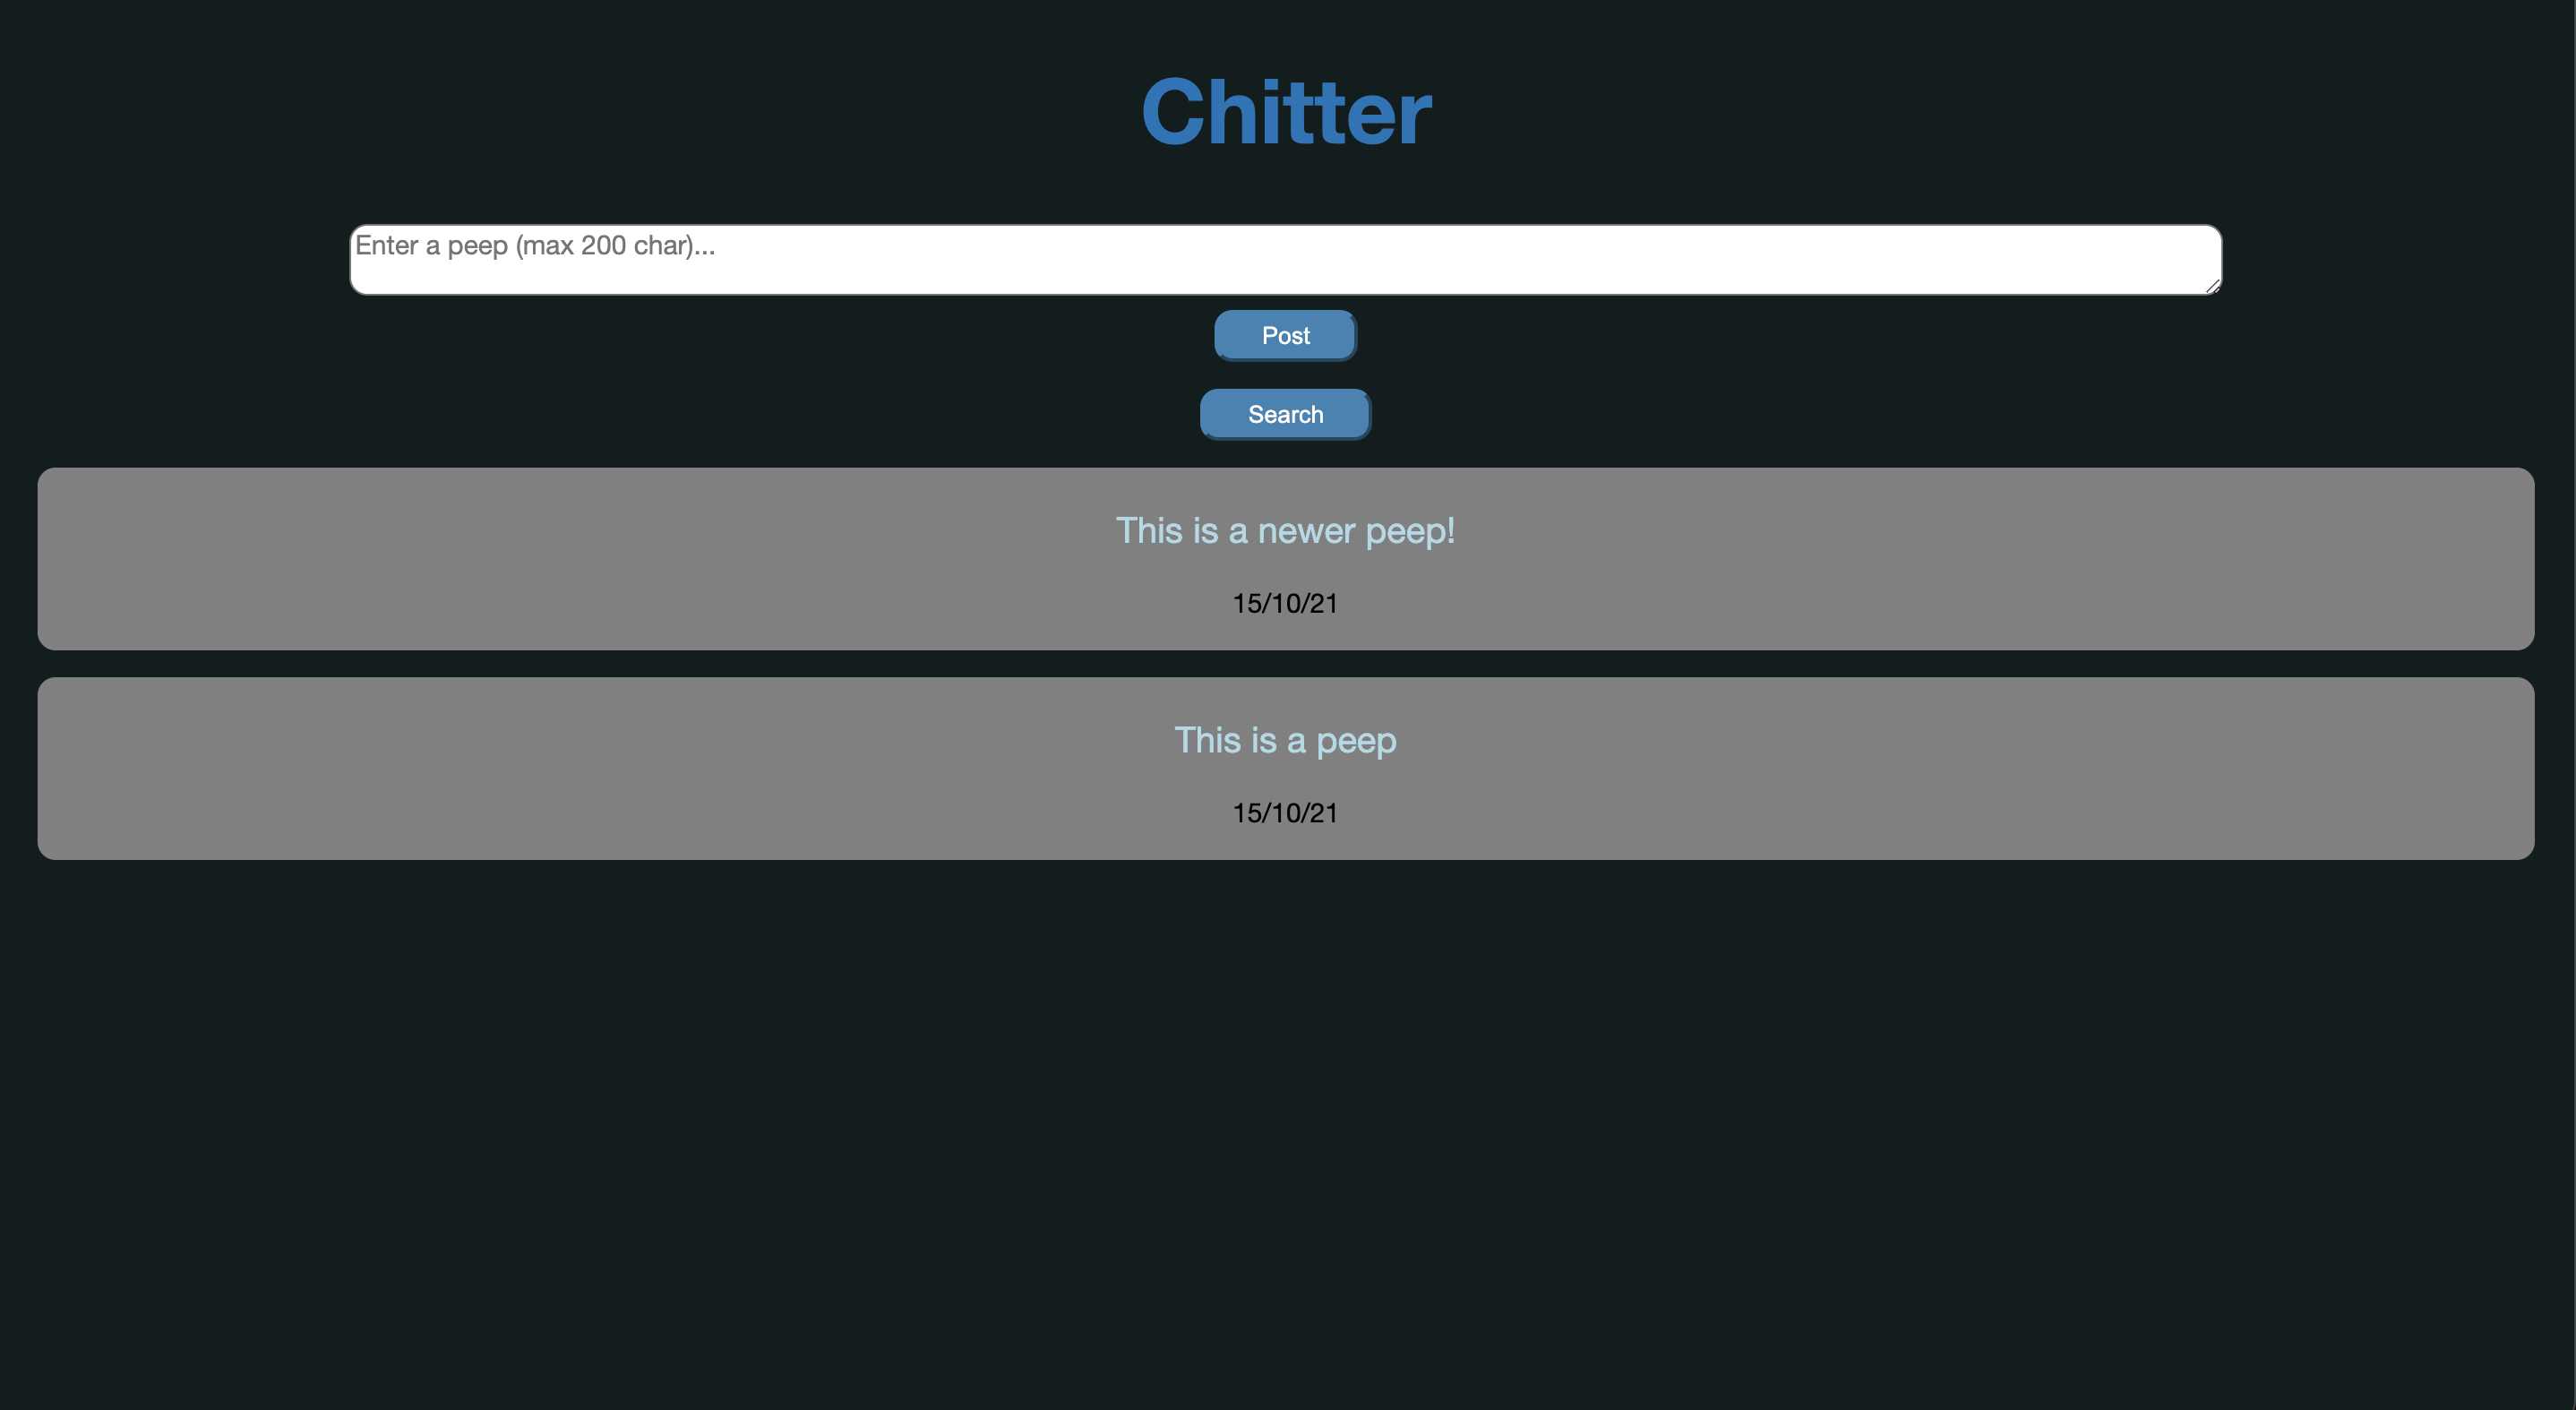 Chitter
Enter a peep (max 200 char)...
Post
Search
This is a newer peep!
15/10/21
This is a peep
15/10/21